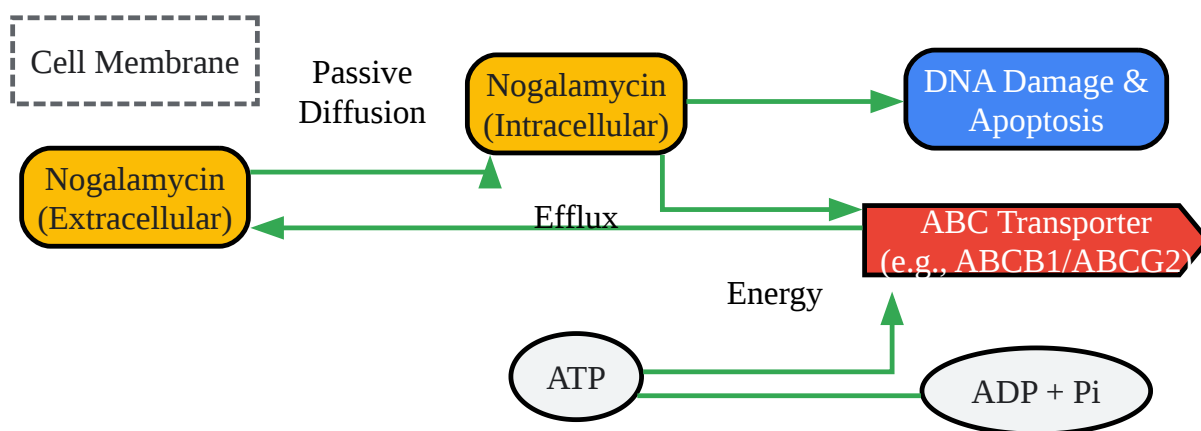 Cell Membrane
Passive
Diffusion
Nogalamycin
(Intracellular)
DNA Damage &
Apoptosis
Nogalamycin
(Extracellular)
Efflux
ABC Transporter
(e.g., ABCB1/ABCG2)
Energy
ATP
ADP + Pi